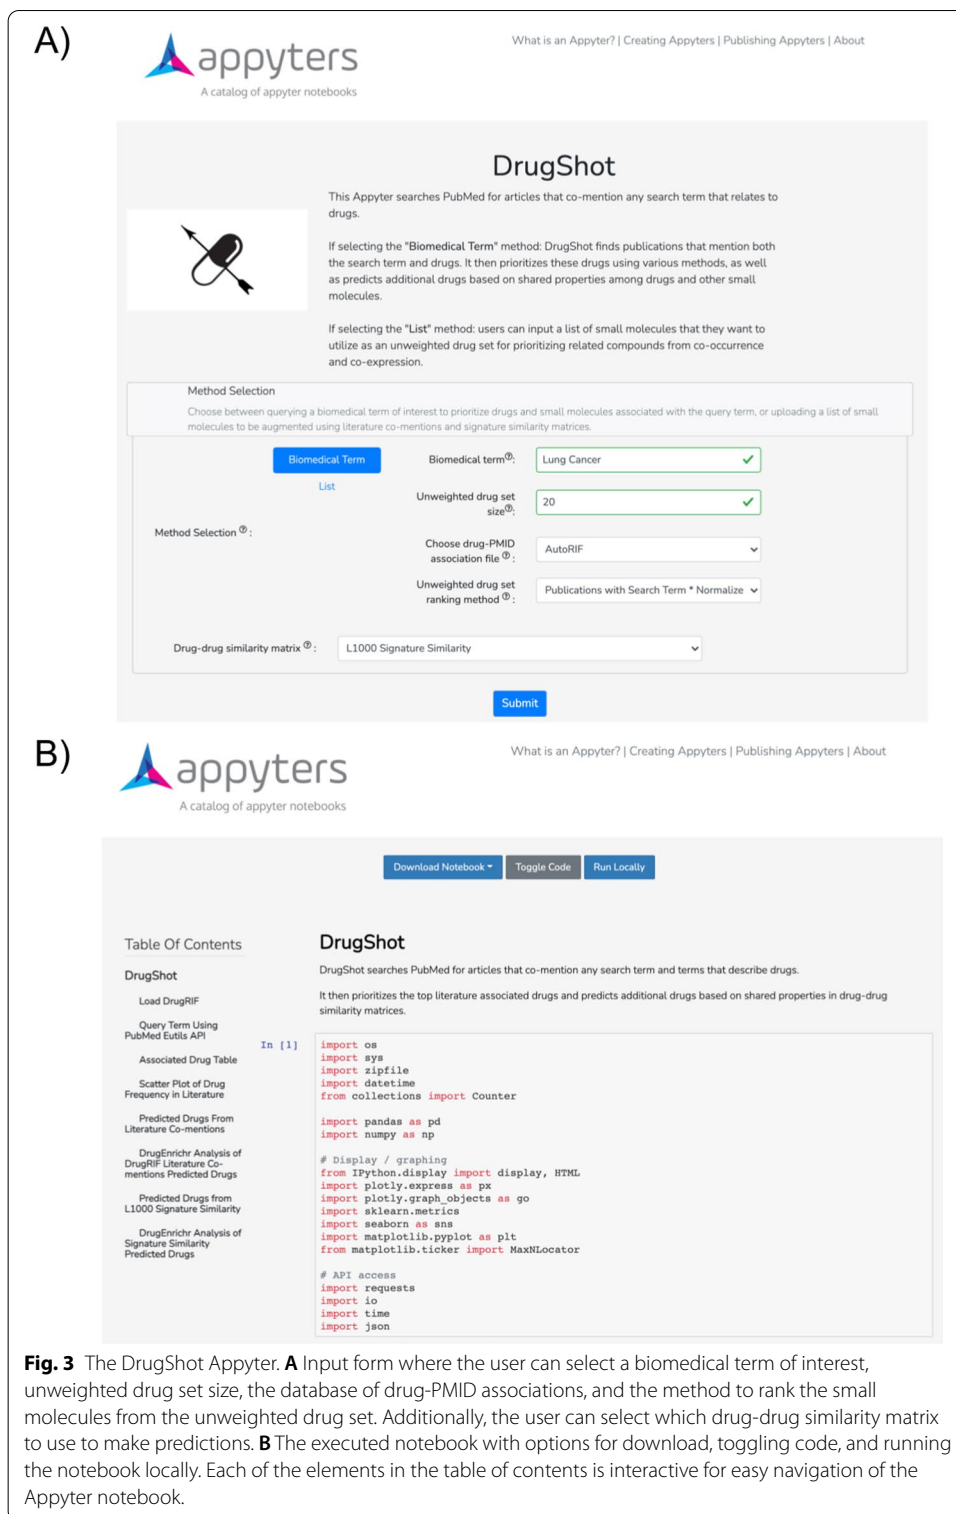 A)
appyters
A catalog of appyter notebooks
What is an Appyter? | Creating Appyters | Publishing Appyters | About
DrugShot
This Appyter searches PubMed for articles that co-mention any search term that relates to
drugs.
If selecting the "Biomedical Term" method: DrugShot finds publications that mention both
the search term and drugs. It then prioritizes these drugs using various methods, as well
as predicts additional drugs based on shared properties among drugs and other small
molecules.
If selecting the "List" method: users can input a list of small molecules that they want to
utilize as an unweighted drug set for prioritizing related compounds from co-occurrence
and co-expression.
Method Selection
Choose between querying a biomedical term of interest to prioritize drugs and small molecules associated with the query term, or uploading a list of small
molecules to be augmented using literature co-mentions and signature similarity matrices.
Method Selection ?:
Biomedical Term
List
Biomedical term?:
Lung Cancer
Unweighted drug set
size?:
20
Choose drug-PMID
association file ?:
AutoRIF
Unweighted drug set
ranking method ?:
Publications with Search Term * Normalize
Drug-drug similarity matrix ?:
L1000 Signature Similarity
Submit
B)
appyters
A catalog of appyter notebooks
What is an Appyter? | Creating Appyters | Publishing Appyters | About
Download Notebook
Toggle Code
Run Locally
Table Of Contents
DrugShot
Load DrugRIF
Query Term Using
PubMed Eutils API
Associated Drug Table
Scatter Plot of Drug
Frequency in Literature
Predicted Drugs From
Literature Co-mentions
DrugEnrichr Analysis of
DrugRIF Literature Co-
mentions Predicted Drugs
Predicted Drugs from
L1000 Signature Similarity
DrugEnrichr Analysis of
Signature Similarity
Predicted Drugs
DrugShot
DrugShot searches PubMed for articles that co-mention any search term and terms that describe drugs.
It then prioritizes the top literature associated drugs and predicts additional drugs based on shared properties in drug-drug
similarity matrices.
In [1]
import os
import sys
import zipfile
import datetime
from collections import Counter
import pandas as pd
import numpy as np
# Display / graphing
from IPython.display import display, HTML
import plotly.express as px
import plotly.graph_objects as go
import sklearn.metrics
import seaborn as sns
import matplotlib.pyplot as plt
from matplotlib.ticker import MaxNLocator
# API access
import requests
import io
import time
import json
Fig. 3 The DrugShot Appyter. A Input form where the user can select a biomedical term of interest,
unweighted drug set size, the database of drug-PMID associations, and the method to rank the small
molecules from the unweighted drug set. Additionally, the user can select which drug-drug similarity matrix
to use to make predictions. B The executed notebook with options for download, toggling code, and running
the notebook locally. Each of the elements in the table of contents is interactive for easy navigation of the
Appyter notebook.